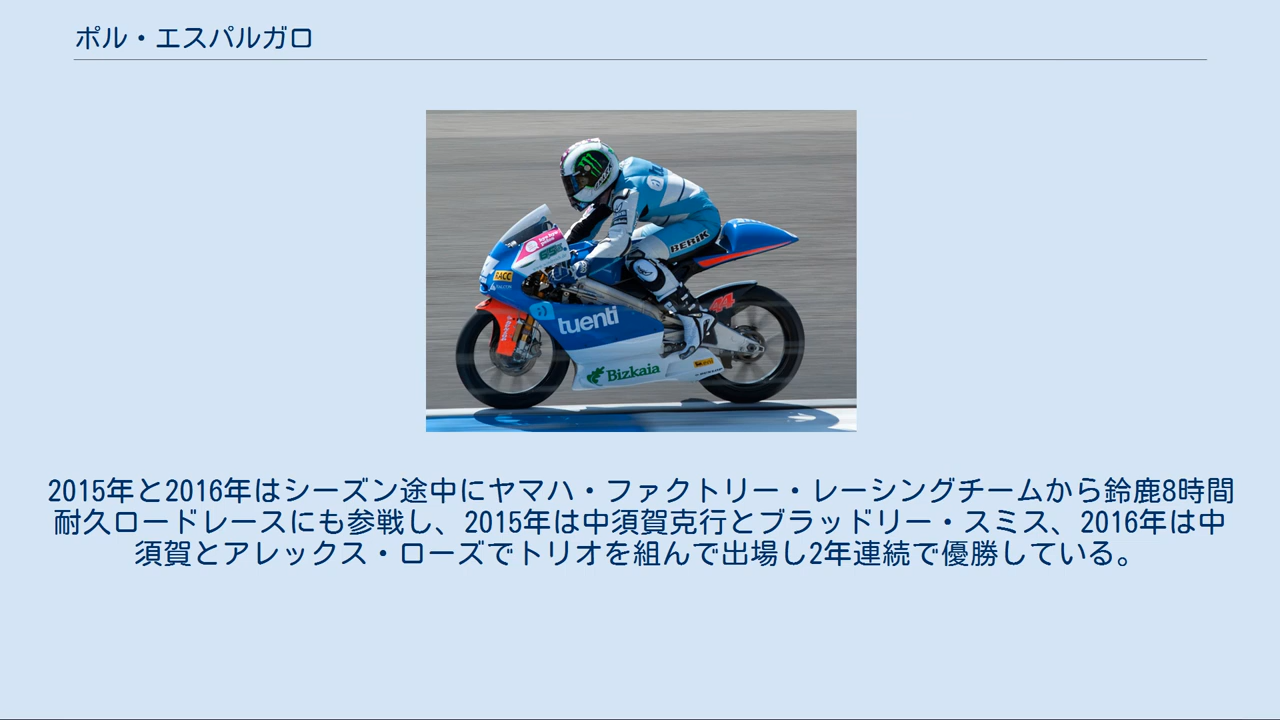 ポル・エスパルガロ
BERIK
RACC
44
tuenti
Bizkaia
2015年と2016年はシーズン途中にヤマハ・ファクトリー・レーシングチームから鈴鹿8時間
耐久ロードレースにも参戦し、2015年は中須賀克行とブラッドリー・スミス、2016年は中
須賀とアレックス・ローズでトリオを組んで出場し2年連続で優勝している。